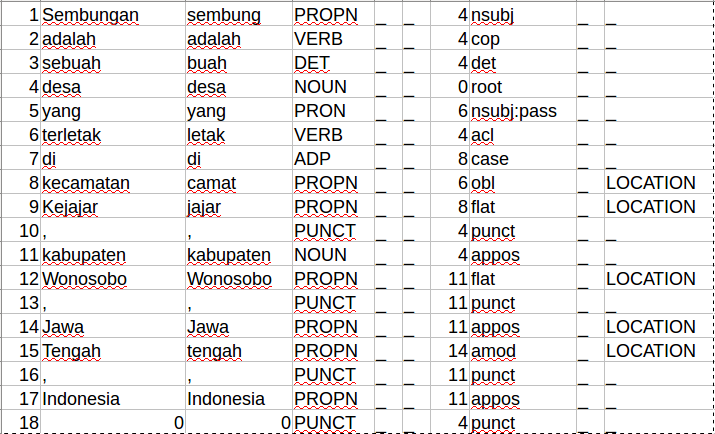 1 Sembungan sembung PROPN _ _ 4 nsubj _ _
2 adalah adalah VERB _ _ 4 cop _ _
3 sebuah buah DET _ _ 4 det _ _
4 desa desa NOUN _ _ 0 root _ _
5 yang yang PRON _ _ 6 nsubj:pass _ _
6 terletak letak VERB _ _ 4 acl _ _
7 di di ADP _ _ 8 case _ _
8 kecamatan camat PROPN _ _ 6 obl _ LOCATION
9 Kejajar jajar PROPN _ _ 8 flat _ LOCATION
10 , , PUNCT _ _ 4 punct _ _
11 kabupaten kabupaten NOUN _ _ 4 appos _ _
12 Wonosobo Wonosobo PROPN _ _ 11 flat _ LOCATION
13 , , PUNCT _ _ 11 punct _ _
14 Jawa Jawa PROPN _ _ 11 appos _ LOCATION
15 Tengah tengah PROPN _ _ 14 amod _ LOCATION
16 , , PUNCT _ _ 11 punct _ _
17 Indonesia Indonesia PROPN _ _ 11 appos _ _
18 0 0 PUNCT _ _ 4 punct _ _